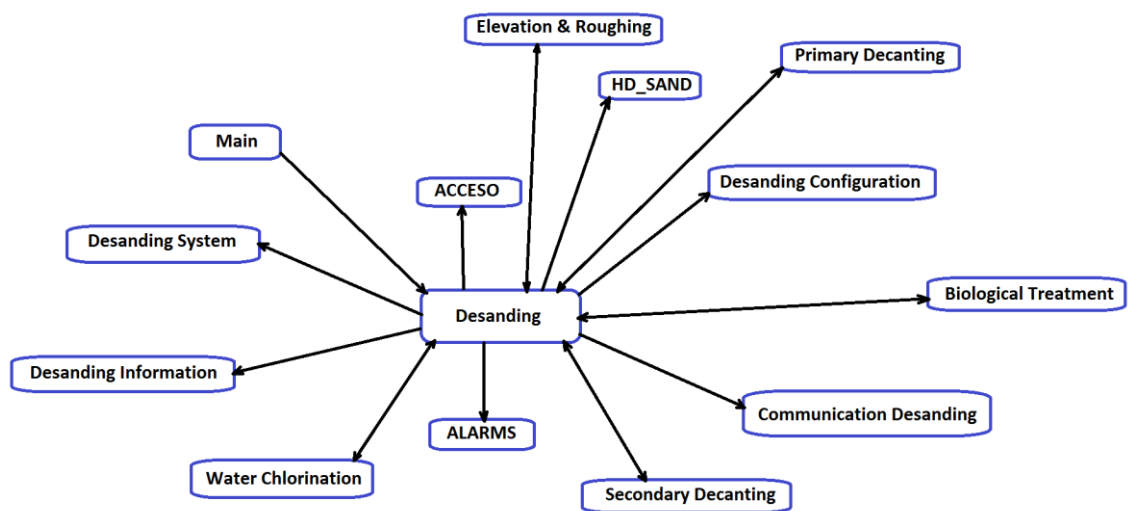 Elevation & Roughing
Primary Decanting
HD_SAND
Main
ACCESO
Desanding Configuration
Desanding System
Biological Treatment
Desanding
Desanding Information
Communication Desanding
ALARMS
Water Chlorination
Secondary Decanting